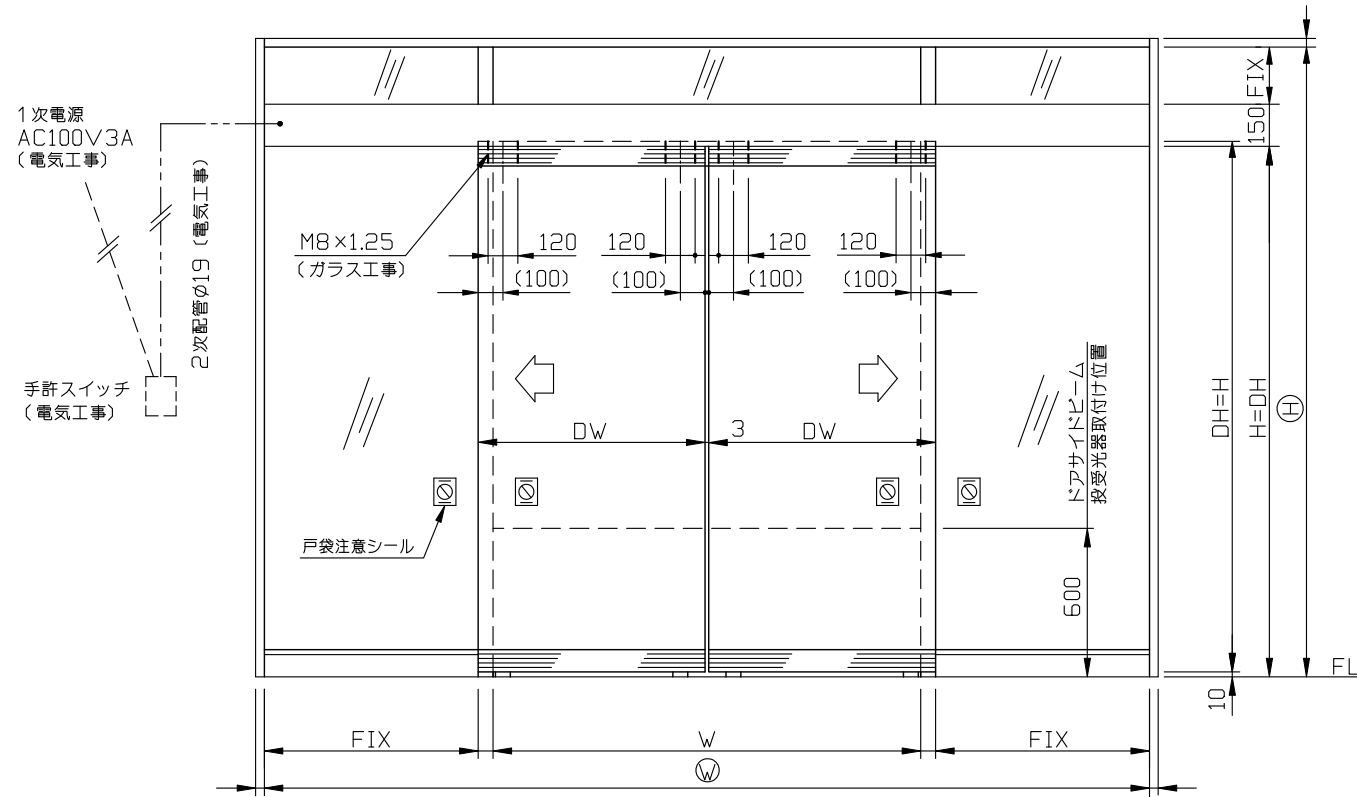 1次電源
AC100V3A
(電気工事)
2次配管φ19 (電気工事)
手許スイッチ
(電気工事)
M8×1.25
(ガラス工事)
120
120
120
120
(100)
(100)
(100)
(100)
DW
3
DW
戸袋注意シール
ドアサイドビーム
投受光器取付け位置
600
FIX
150
DH=H
H=DH
H
10
FL
FIX
W
FIX
W